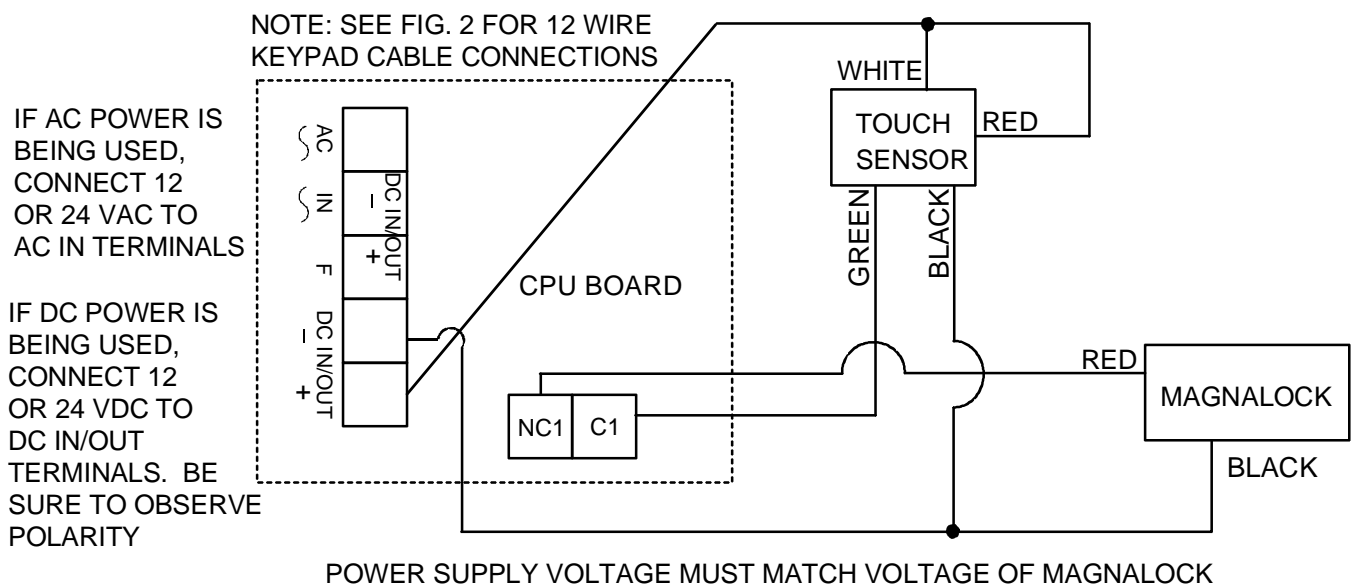 NOTE: SEE FIG. 2 FOR 12 WIRE
KEYPAD CABLE CONNECTIONS
IF AC POWER IS
BEING USED,
CONNECT 12
OR 24 VAC TO
AC IN TERMINALS
IF DC POWER IS
BEING USED,
CONNECT 12
OR 24 VDC TO
DC IN/OUT
TERMINALS. BE
SURE TO OBSERVE
POLARITY
AC
IN
F
DC IN/OUT
–
+
DC IN/OUT
–
+
CPU BOARD
NC1
C1
WHITE
TOUCH
SENSOR
RED
GREEN
BLACK
RED
MAGNALOCK
BLACK
POWER SUPPLY VOLTAGE MUST MATCH VOLTAGE OF MAGNALOCK